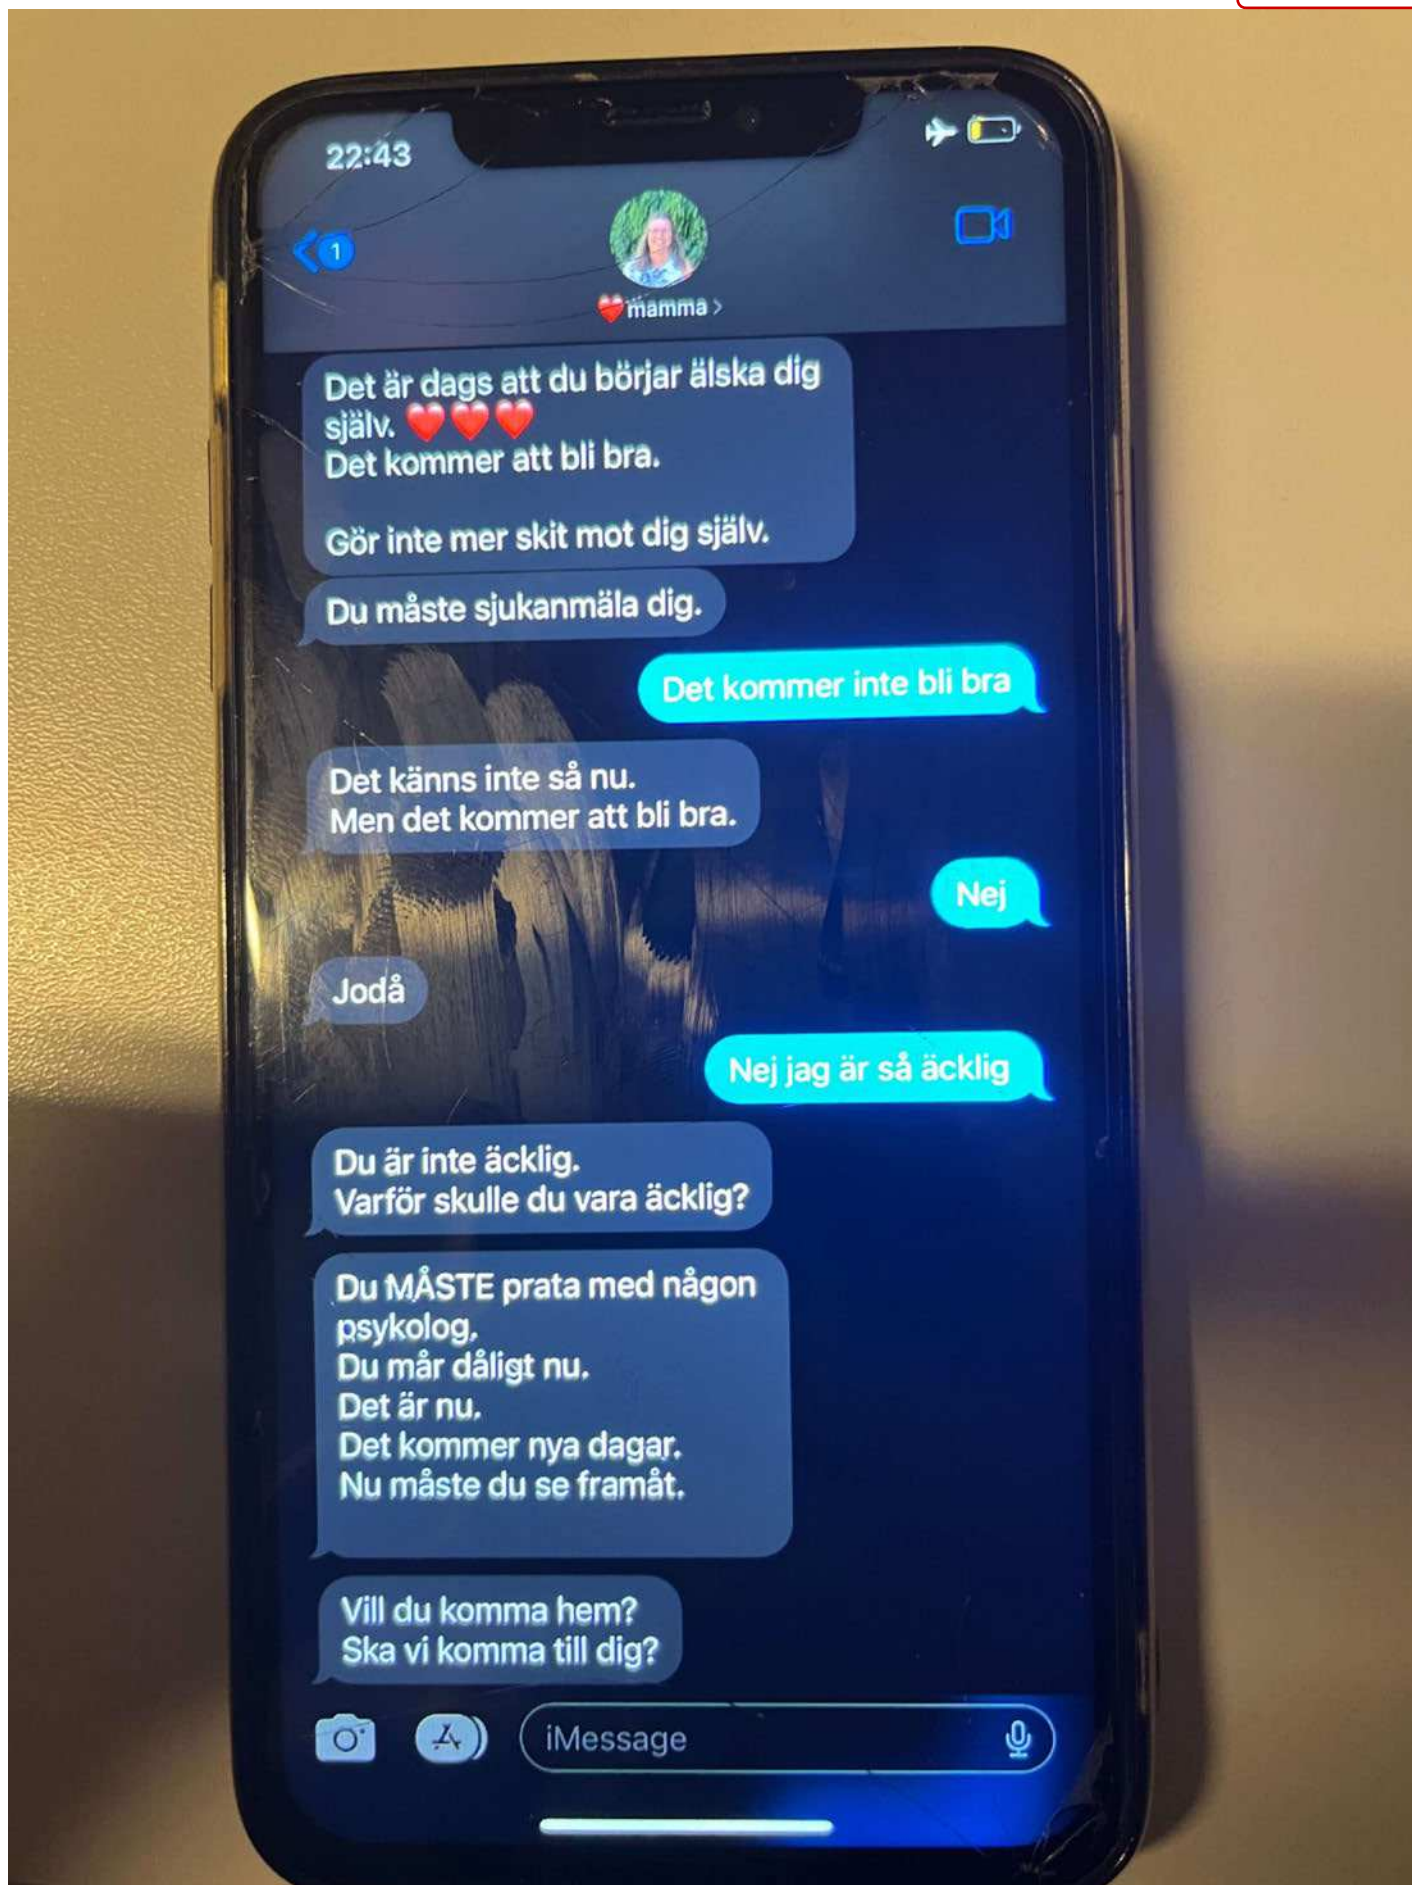 22:43
1
mamma >
Det är dags att du börjar älska dig
själv. ❤️❤️❤️
Det kommer att bli bra.
Gör inte mer skit mot dig själv.
Du måste sjukanmäla dig.
Det kommer inte bli bra
Det känns inte så nu.
Men det kommer att bli bra.
Nej
Jodå
Nej jag är så äcklig
Du är inte äcklig.
Varför skulle du vara äcklig?
Du MÅSTE prata med någon
psykolog.
Du mår dåligt nu.
Det är nu.
Det kommer nya dagar.
Nu måste du se framåt.
Vill du komma hem?
Ska vi komma till dig?
iMessage